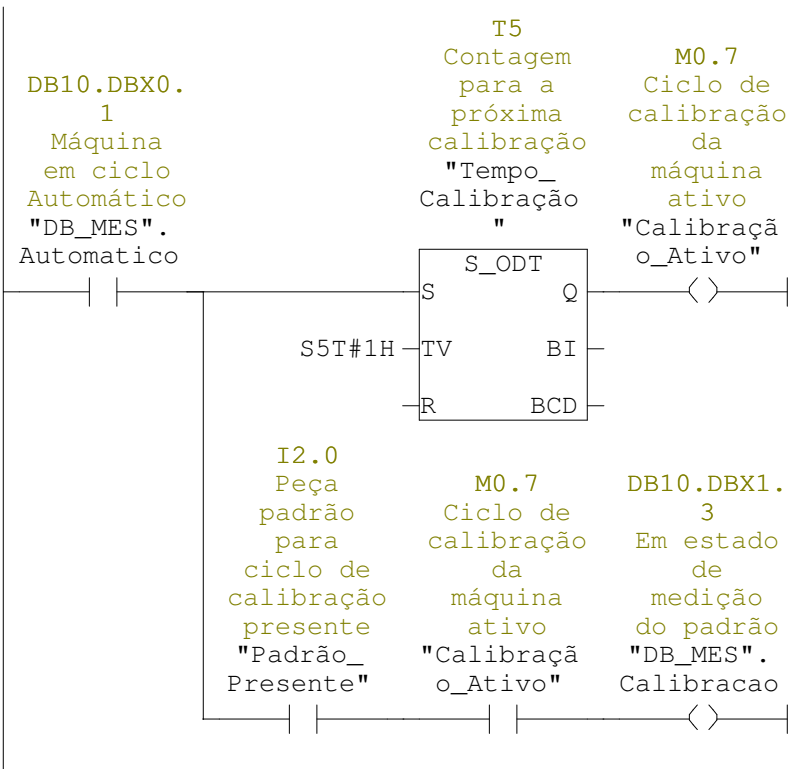 DB10.DBX0.
1
Máquina
em ciclo
Automático
"DB_MES".
Automatico
T5
Contagem
para a
próxima
calibração
"Tempo_
Calibração
"
M0.7
Ciclo de
calibração
da
máquina
ativo
"Calibraçã
o_Ativo"
S_ODT
S
Q
S5T#1H
TV
BI
R
BCD
I2.0
Peça
padrão
para
ciclo de
calibração
presente
"Padrão_
Presente"
M0.7
Ciclo de
calibração
da
máquina
ativo
"Calibraçã
o_Ativo"
DB10.DBX1.
3
Em estado
de
medição
do padrão
"DB_MES".
Calibracao